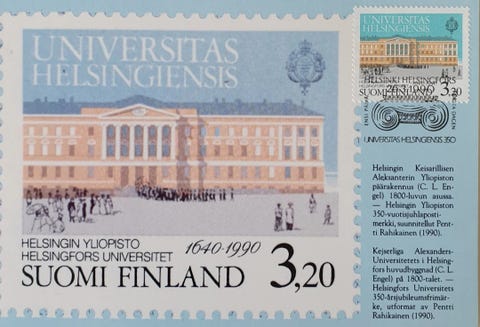 UNIVERSITAS
HELSINGIENSIS
HELSINGIN YLIOPISTO
HELSINGFORS UNIVERSITET
1640-1990
SUOMI FINLAND 3,20
UNIVERSITAS
HELSINGIENSIS
HELSINKI HELSINGFORS
26.3.1990
SUOMI FINLAND 3,20
UNIVERSITAS HELSINGIENSIS 350
Helsingin Keisarillisen
Aleksanterin Yliopiston
päärakennus (C. L. En-
gel) 1800-luvun asussa.
— Helsingin Yliopiston
350-vuotisjuhlaposti-
merkki, suunnitellut Pent-
ti Rahikainen (1990).
Kejserliga Alexanders-
Universitetets i Helsing-
fors huvudbyggnad (C. L.
Engel) på 1800-talet. —
Helsingfors Universitets
350-årsjubileumsfrimär-
ke, utformat av Pentti
Rahikainen (1990).